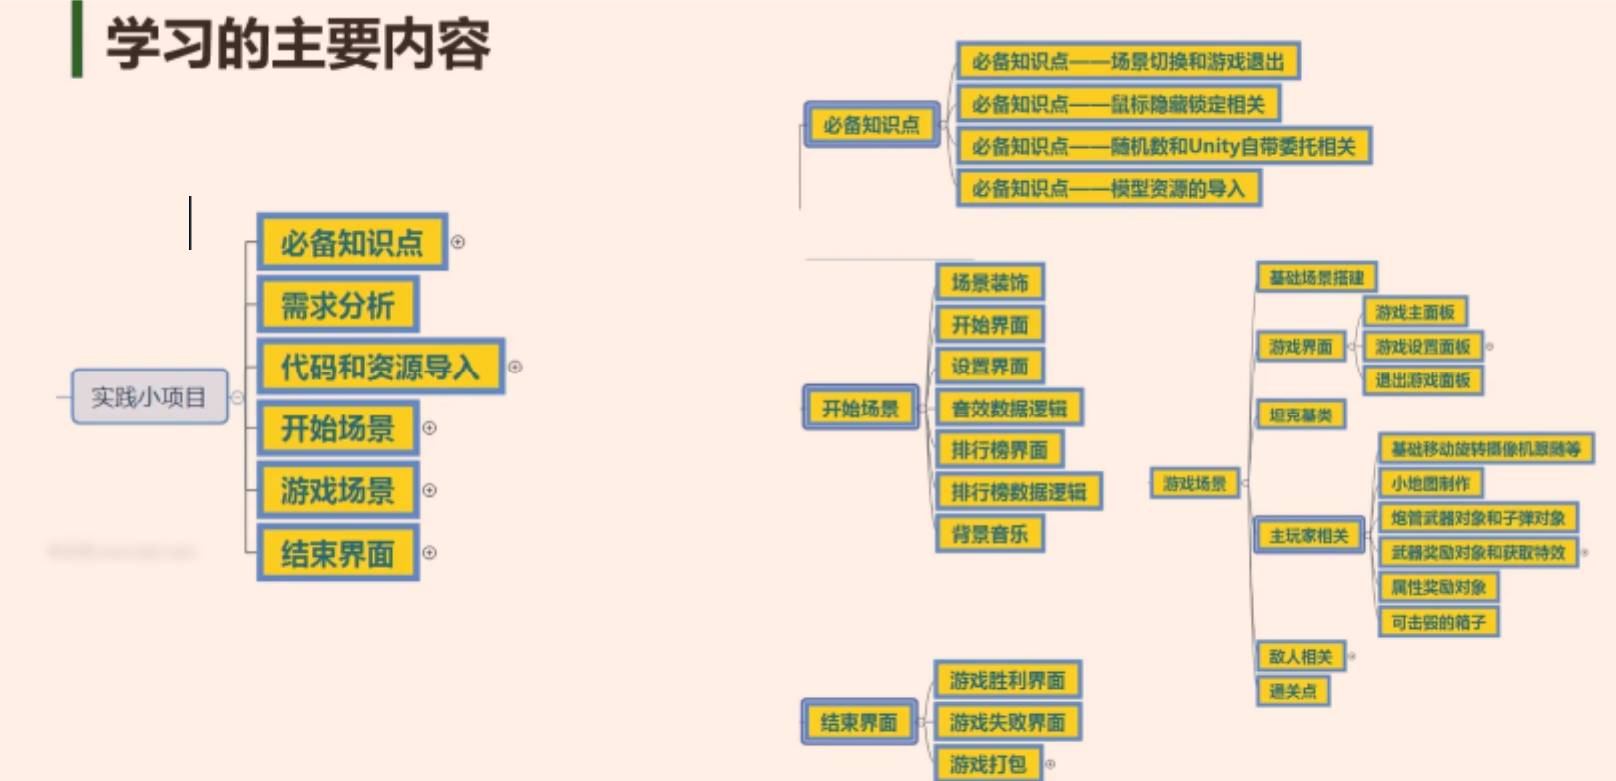 学习的主要内容
实践小项目
必备知识点
需求分析
代码和资源导入
开始场景
游戏场景
结束界面
必备知识点
必备知识点——场景切换和游戏退出
必备知识点——鼠标隐藏锁定相关
必备知识点——随机数和Unity自带委托相关
必备知识点——模型资源的导入
开始场景
场景装饰
开始界面
设置界面
音效数据逻辑
排行榜界面
排行榜数据逻辑
背景音乐
游戏场景
基础场景搭建
游戏界面
游戏主面板
游戏设置面板
退出游戏面板
坦克基类
主玩家相关
基础移动旋转摄像机跟随等
小地图制作
炮管武器对象和子弹对象
武器奖励对象和获取特效
属性奖励对象
可击毁的箱子
敌人相关
通关点
结束界面
游戏胜利界面
游戏失败界面
游戏打包